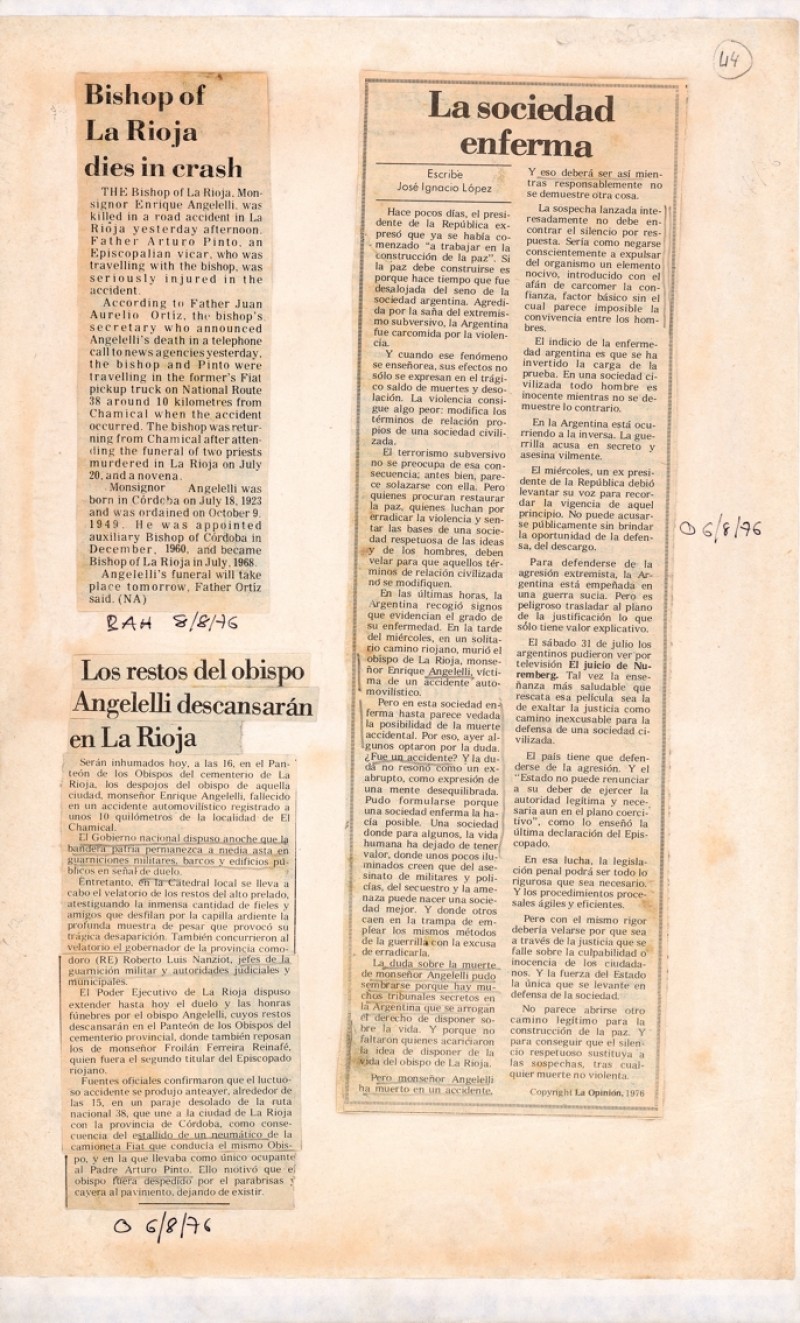 44
Bishop of
La Rioja
dies in crash
THE Bishop of La Rioja, Mon-
signor Enrique Angelelli, was
killed in a road accident in La
Rioja yesterday afternoon.
Father Arturo Pinto, an
Episcopalian vicar, who was
travelling with the bishop, was
seriously injured in the
accident.
According to Father Juan
Aurelio Ortiz, the bishop's
secretary who announced
Angelelli's death in a telephone
call to news agencies yesterday,
the bishop and Pinto were
travelling in the former's Fiat
pickup truck on National Route
38 around 10 kilometres from
Chamical when the accident
occurred. The bishop was retur-
ning from Chamical after atten-
ding the funeral of two priests
murdered in La Rioja on July
20, and a novena.
Monsignor Angelelli was
born in Córdoba on July 18, 1923
and was ordained on October 9,
1949. He was appointed
auxiliary Bishop of Córdoba in
December, 1960, and became
Bishop of La Rioja in July, 1968.
Angelelli's funeral will take
place tomorrow, Father Ortiz
said. (NA)
BAH 8/8/76
Los restos del obispo
Angelelli descansarán
en La Rioja
Serán inhumados hoy, a las 16, en el Pan-
teón de los Obispos del cementerio de La
Rioja, los despojos del obispo de aquella
ciudad, monseñor Enrique Angelelli, fallecido
en un accidente automovilístico registrado a
unos 10 quilómetros de la localidad de El
Chamical.
El Gobierno nacional dispuso anoche que la
bandera patria permanezca a media asta en
guarniciones militares, barcos y edificios pú-
blicos en señal de duelo.
Entretanto, en la Catedral local se lleva a
cabo el velatorio de los restos del alto prelado,
atestiguando la inmensa cantidad de fieles y
amigos que desfilan por la capilla ardiente la
profunda muestra de pesar que provocó su
trágica desaparición. También concurrieron al
velatorio el gobernador de la provincia como-
doro (RE) Roberto Luis Nanziot, jefes de la
guarnición militar y autoridades judiciales y
municipales.
El Poder Ejecutivo de La Rioja dispuso
extender hasta hoy el duelo y las honras
fúnebres por el obispo Angelelli, cuyos restos
descansarán en el Panteón de los Obispos del
cementerio provincial, donde también reposan
los de monseñor Froilán Ferreira Reinafé,
quien fuera el segundo titular del Episcopado
riojano.
Fuentes oficiales confirmaron que el luctuo-
so accidente se produjo anteayer, alrededor de
las 15, en un paraje desolado de la ruta
nacional 38, que une a la ciudad de La Rioja
con la provincia de Córdoba, como conse-
cuencia del estallido de un neumático de la
camioneta Fiat que conducía el mismo Obis-
po, y en la que llevaba como único ocupante
al Padre Arturo Pinto. Ello motivó que el
obispo fuera despedido por el parabrisas y
cayera al pavimento, dejando de existir.
O 6/8/76
La sociedad
enferma
Escribe
José Ignacio López
Hace pocos días, el presi-
dente de la República ex-
presó que ya se había co-
menzado "a trabajar en la
construcción de la paz". Si
la paz debe construirse es
porque hace tiempo que fue
desalojada del seno de la
sociedad argentina. Agredi-
da por la saña del extremis-
mo subversivo, la Argentina
fue carcomida por la violen-
cia.
Y cuando ese fenómeno
se enseñorea, sus efectos no
sólo se expresan en el trági-
co saldo de muertes y deso-
lación. La violencia consi-
gue algo peor: modifica los
términos de relación pro-
pios de una sociedad civili-
zada.
El terrorismo subversivo
no se preocupa de esa con-
secuencia; antes bien, pare-
ce solazarse con ella. Pero
quienes procuran restaurar
la paz, quienes luchan por
erradicar la violencia y sen-
tar las bases de una socie-
dad respetuosa de las ideas
y de los hombres, deben
velar para que aquellos tér-
minos de relación civilizada
no se modifiquen.
En las últimas horas, la
Argentina recogió signos
que evidencian el grado de
su enfermedad. En la tarde
del miércoles, en un solita-
rio camino riojano, murió el
obispo de La Rioja, monse-
ñor Enrique Angelelli, vícti-
ma de un accidente auto-
movilístico.
Pero en esta sociedad en-
ferma hasta parece vedada
la posibilidad de la muerte
accidental. Por eso, ayer al-
gunos optaron por la duda.
¿Fue un accidente? Y la du-
da no resonó como un ex-
abrupto, como expresión de
una mente desequilibrada.
Pudo formularse porque
una sociedad enferma la ha-
cía posible. Una sociedad
donde para algunos, la vida
humana ha dejado de tener
valor, donde unos pocos ilu-
minados creen que del ase-
sinato de militares y poli-
cías, del secuestro y la ame-
naza puede nacer una socie-
dad mejor. Y donde otros
caen en la trampa de em-
plear los mismos métodos
de la guerrilla con la excusa
de erradicarla.
La duda sobre la muerte
de monseñor Angelelli pudo
sembrarse porque hay mu-
chos tribunales secretos en
la Argentina que se arrogan
el derecho de disponer so-
bre la vida. Y porque no
faltaron quienes acariciaron
la idea de disponer de la
vida del obispo de La Rioja.
Pero monseñor Angelelli
ha muerto en un accidente.
Y eso deberá ser así mien-
tras responsablemente no
se demuestre otra cosa.
La sospecha lanzada inte-
resadamente no debe en-
contrar el silencio por res-
puesta. Sería como negarse
conscientemente a expulsar
del organismo un elemento
nocivo, introducido con el
afán de carcomer la con-
fianza, factor básico sin el
cual parece imposible la
convivencia entre los hom-
bres.
El indicio de la enferme-
dad argentina es que se ha
invertido la carga de la
prueba. En una sociedad ci-
vilizada todo hombre es
inocente mientras no se de-
muestre lo contrario.
En la Argentina está ocu-
rriendo a la inversa. La gue-
rrilla acusa en secreto y
asesina vilmente.
El miércoles, un ex presi-
dente de la República debió
levantar su voz para recor-
dar la vigencia de aquel
principio. No puede acusar-
se públicamente sin brindar
la oportunidad de la defen-
sa, del descargo.
Para defenderse de la
agresión extremista, la Ar-
gentina está empeñada en
una guerra sucia. Pero es
peligroso trasladar al plano
de la justificación lo que
sólo tiene valor explicativo.
El sábado 31 de julio los
argentinos pudieron ver por
televisión El juicio de Nu-
remberg. Tal vez la ense-
ñanza más saludable que
rescata esa película sea la
de exaltar la justicia como
camino inexcusable para la
defensa de una sociedad ci-
vilizada.
El país tiene que defen-
derse de la agresión. Y el
"Estado no puede renunciar
a su deber de ejercer la
autoridad legítima y nece-
saria aun en el plano coerci-
tivo", como lo enseñó la
última declaración del Epis-
copado.
En esa lucha, la legisla-
ción penal podrá ser todo lo
rigurosa que sea necesario.
Y los procedimientos proce-
sales ágiles y eficientes.
Pero con el mismo rigor
debería velarse por que sea
a través de la justicia que se
falle sobre la culpabilidad o
inocencia de los ciudada-
nos. Y la fuerza del Estado
la única que se levante en
defensa de la sociedad.
No parece abrirse otro
camino legítimo para la
construcción de la paz. Y
para conseguir que el silen-
cio respetuoso sustituya a
las sospechas, tras cual-
quier muerte no violenta.
Copyright La Opinión, 1976
O 6/8/76